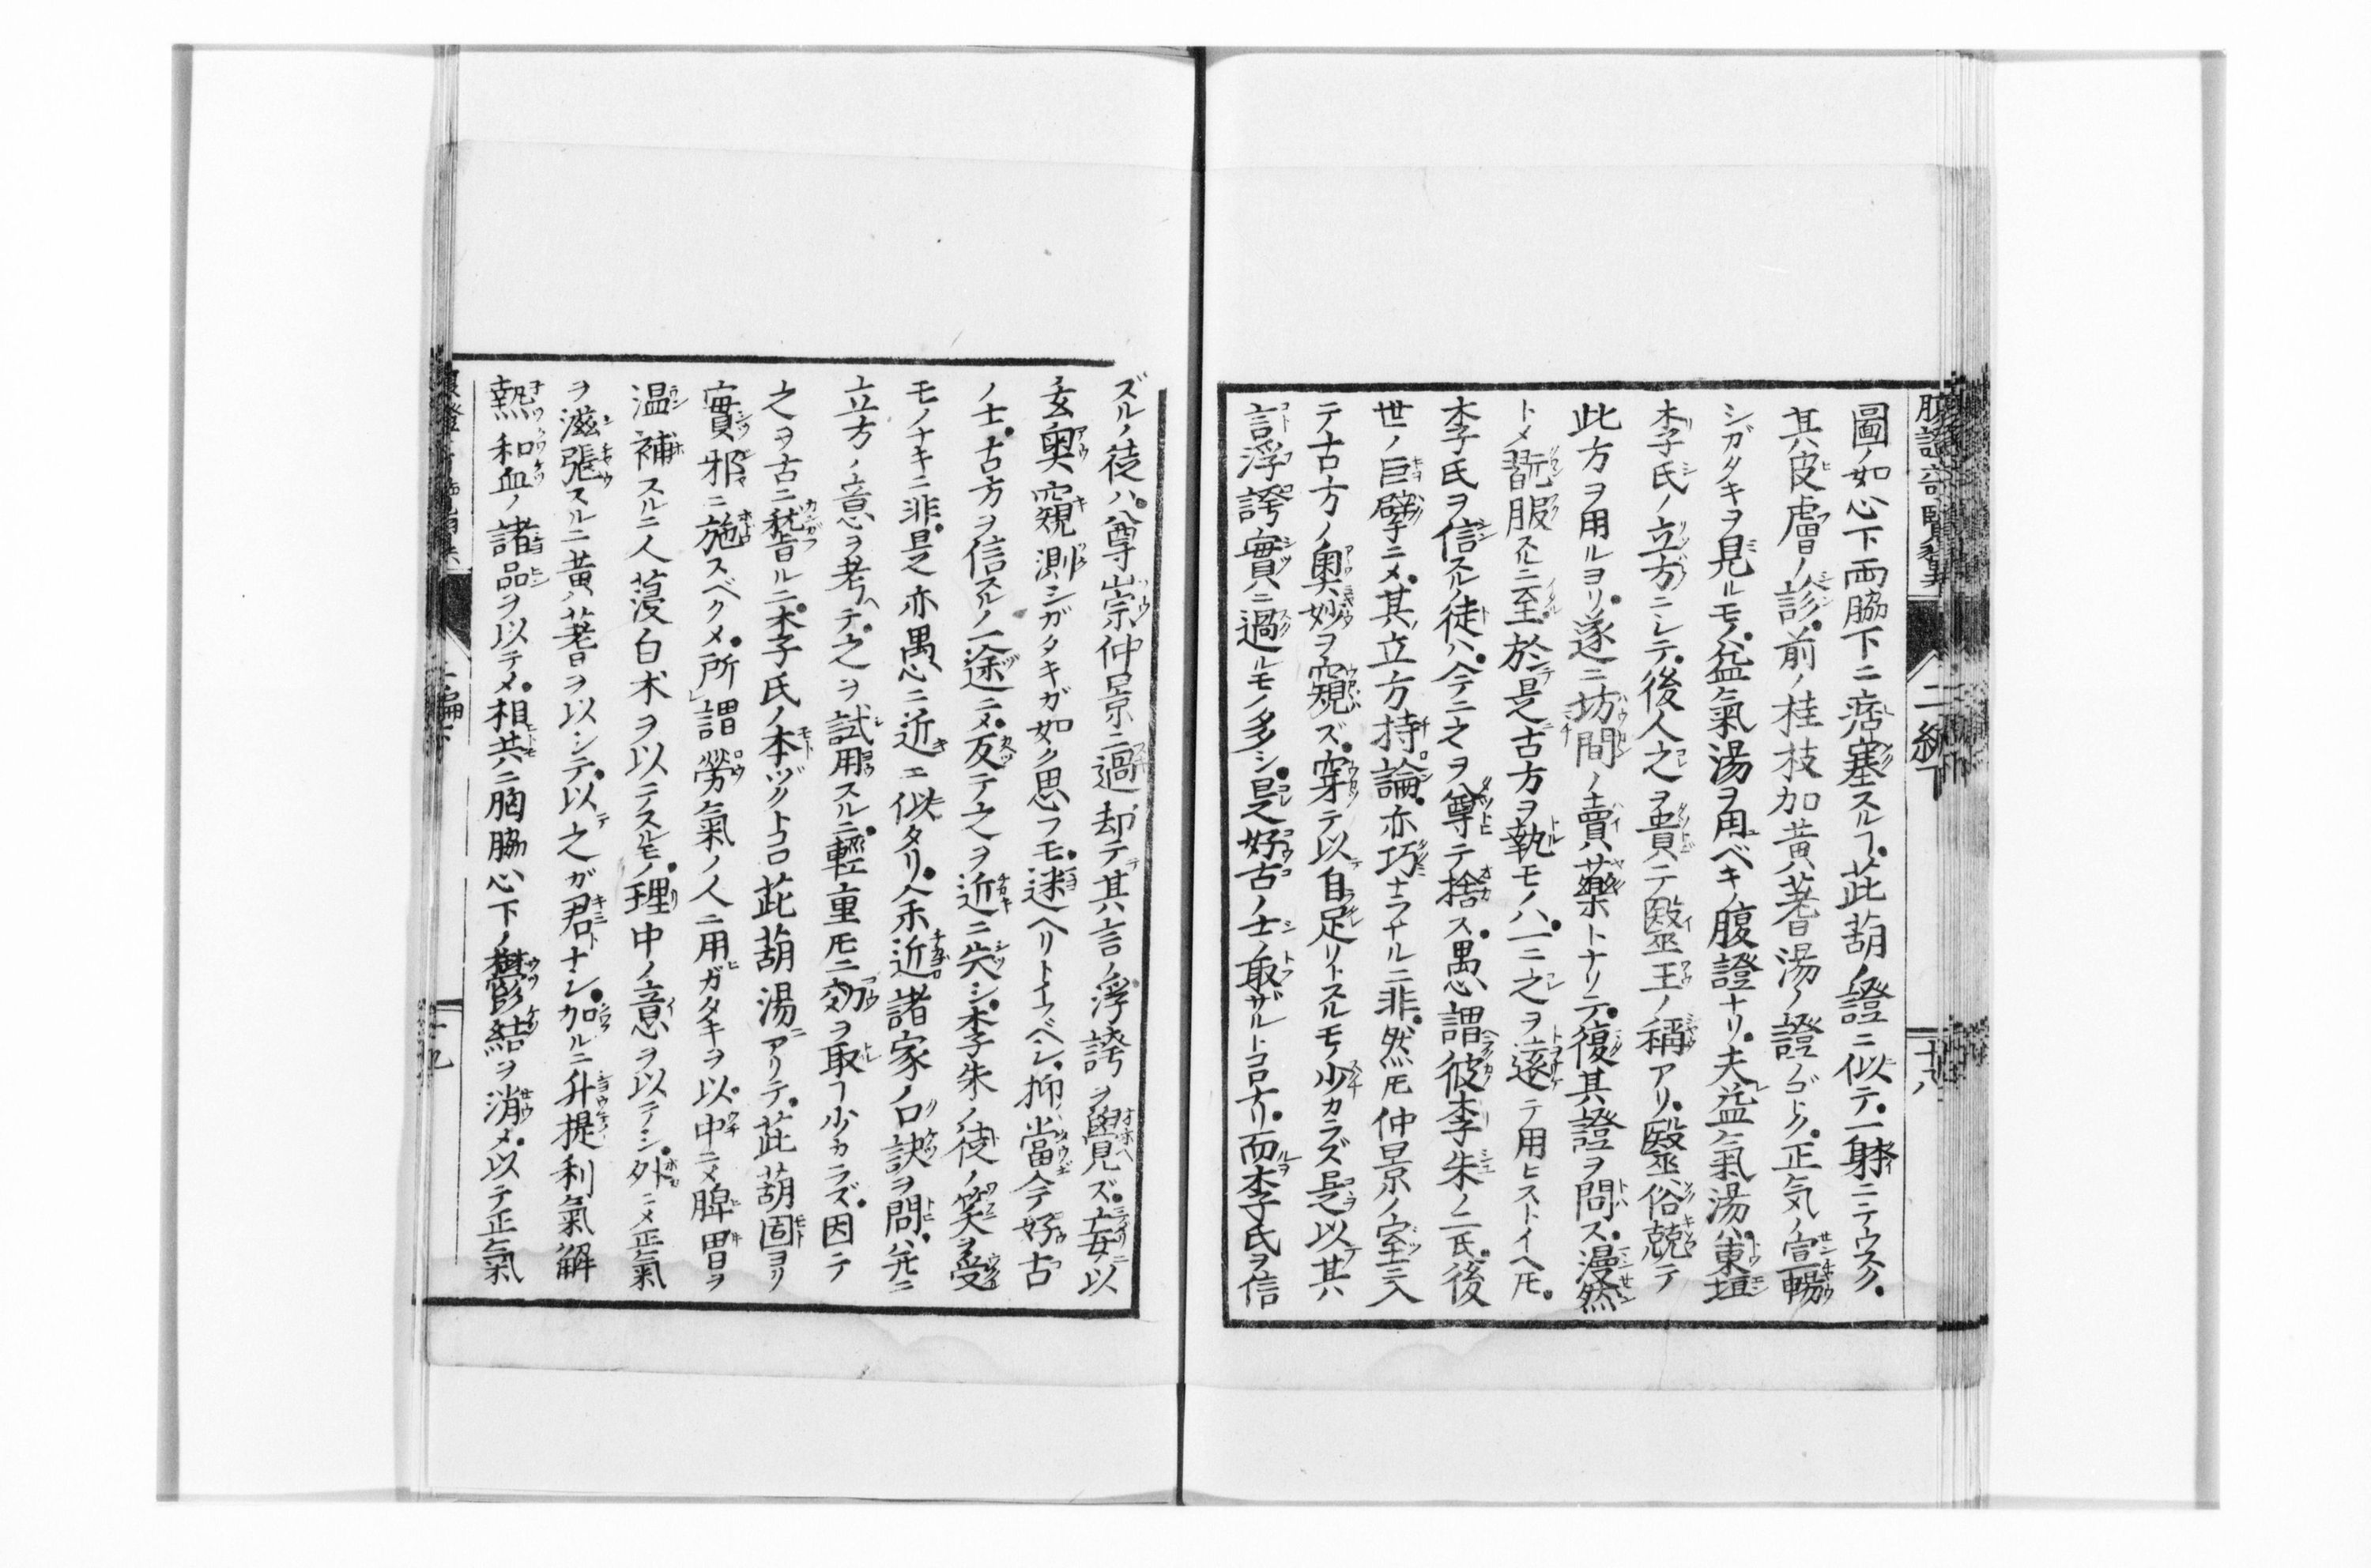 圖ノ如心下両脇下ニ痞塞スルヿ茈葫ノ證ニ似テ一躰ニテウスク
其皮膚ノ診前ノ桂枝加黄蓍湯ノ證ノゴトク正気ノ宣暢
シガタキヲ見ルモノ益氣湯ヲ用ベキノ腹證ナリ夫益氣湯ハ東垣
李氏ノ立方ニシテ後人之ヲ貴テ毉王ノ稱アリ毉俗競テ
此方ヲ用ルヨリ遂ニ坊間ノ賣藥トナリテ復其證ヲ問ス漫然
トメ翫服スルニ至於是古方ヲ執モノハ一ニ之ヲ遠テ用ヒストイヘ𪜈
李氏ヲ信スル徒ハ今ニ之ヲ尊テ捨ス愚謂彼李朱ノ二氏後
世ノ巨擘ニメ其立方持論亦巧ナラザルニ非然𪜈仲景ノ室ニ入
テ古方ノ奥妙ヲ窺ズ穿テ以自足リトスルモノ少カラズ是以其
言浮誇實ニ過ルモノ多シ是好古ノ士ノ取ザルトコロナリ而李氏ヲ信
ズルノ徒ハ尊崇仲景ニ過却テ其言ノ浮誇ヲ覺ズ妄以
玄奥窺測シガタキガ如ク思フモ迷ヘリトイフベシ抑當今好古
ノ士古方ヲ信スルノ一途ニメ反テ之ヲ近ニ失シ李朱ノ徒ノ笑ヲ受
モノナキニ非是亦愚ニ近ニ似タリ余近諸家ノ口訣ヲ問ハ先ニ
立方ノ意ヲ考ヘテ之ヲ試用スルニ輕重𪜈ニ効ヲ取ヿ少カラズ因テ
之ヲ古ニ嵇ルニ李氏ノ本ヅクトコロ茈葫湯アリテ茈葫固ヨリ
實邪ニ施スベクメ所謂勞氣ノ人ニ用ガタキヲ以中ニメ脾胃ヲ
温補スルニ人蓡白朮ヲ以テスルモノ理中ノ意ヲ以テシ外ニメ正氣
ヲ滋張スルニ黄蓍ヲ以シテ以之ガ君トナシ加ルニ升提利氣解
熱和血ノ諸品ヲ以テメ相共ニ胸脇心下ノ欝結ヲ消メ以テ正氣